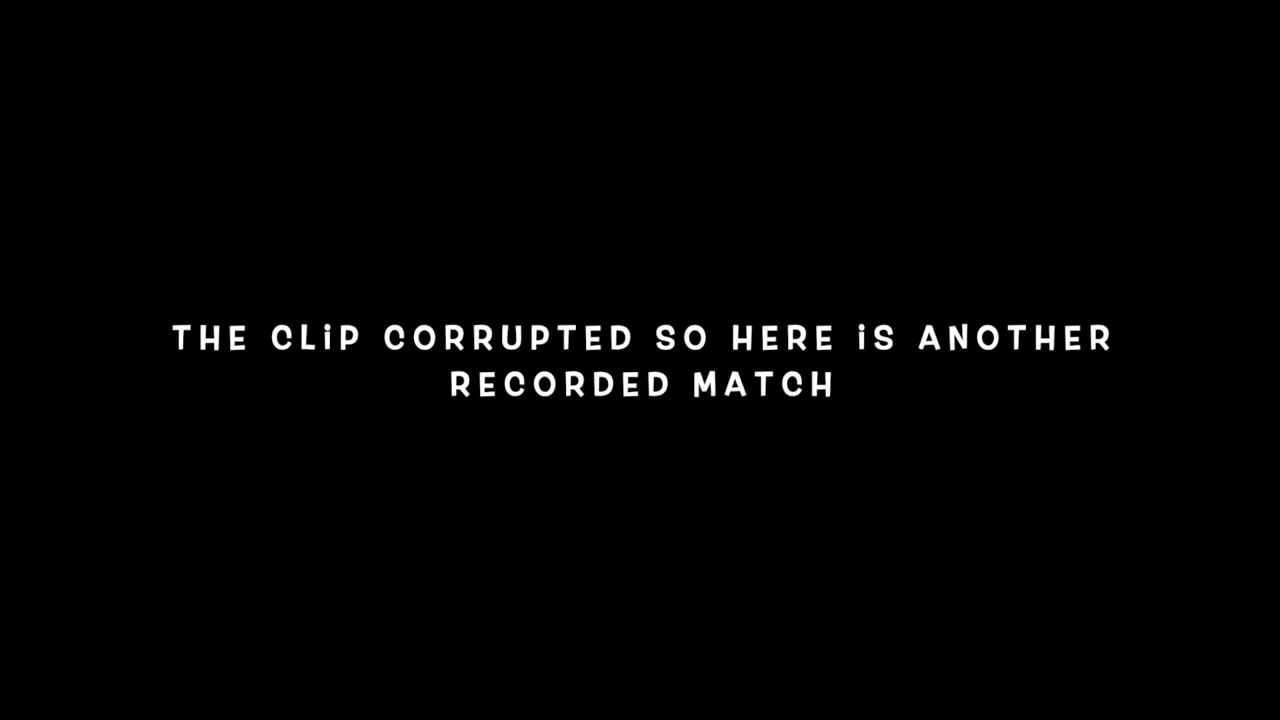 THE CLiP CORRUPTED SO HERE iS ANOTHER
RECORDED MATCH